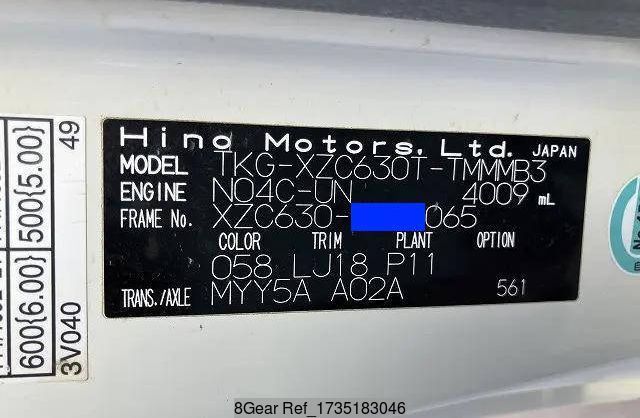 Hino Motors, Ltd. JAPAN
MODEL TKG-XZC630T-TMMMB3
ENGINE N04C-UN 4009 mL
FRAME No. XZC630- 065
COLOR TRIM PLANT OPTION
058 LJ18 P11
TRANS./AXLE MYY5A A02A 561
600{6.00} 500{5.00}
3V040 49
8Gear Ref_1735183046